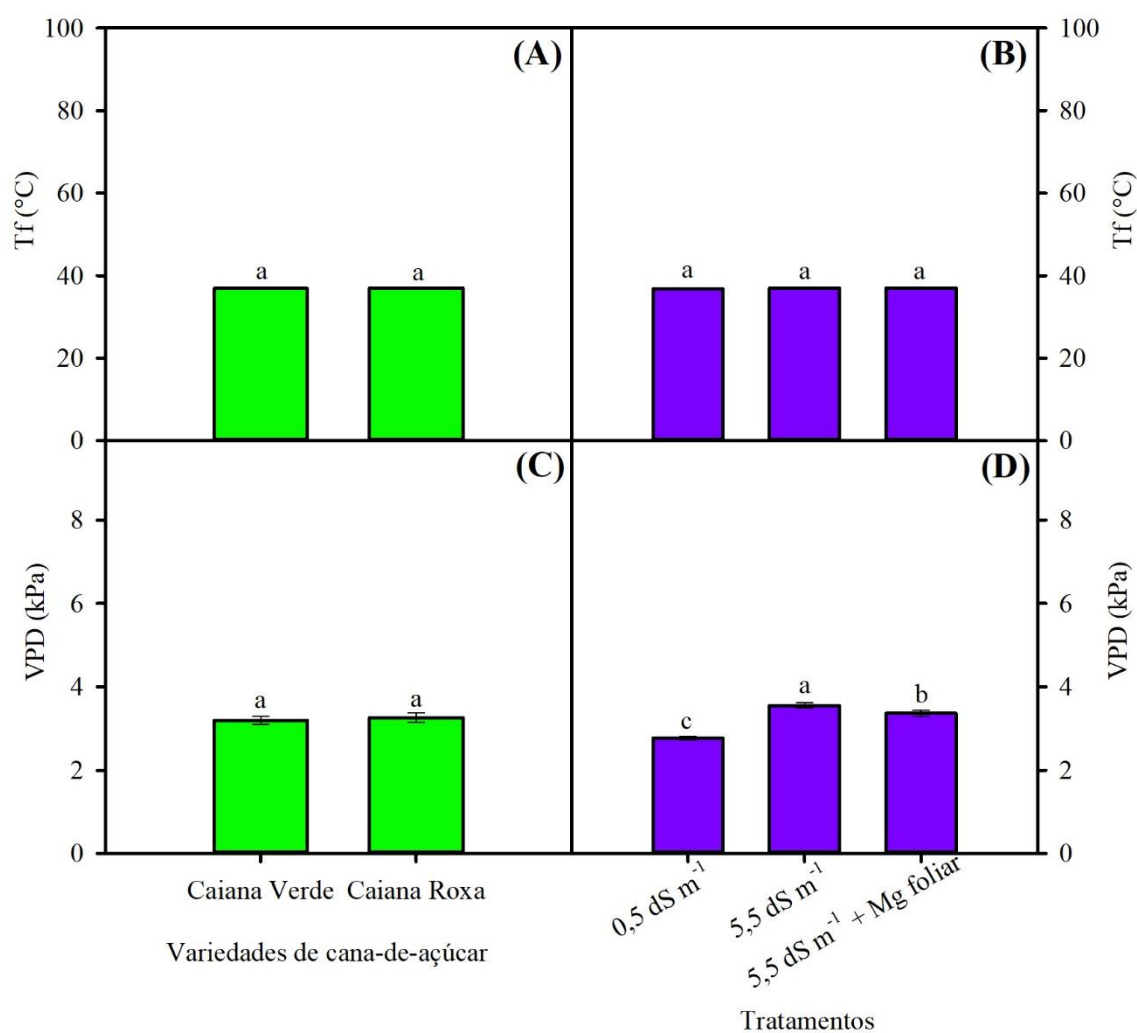 100
80
60
40
20
0
Tf (°C)
(A)
a
a
(B)
a
a
a
100
80
60
40
20
0
Tf (°C)
8
6
4
2
0
VPD (kPa)
(C)
a
a
(D)
c
a
b
8
6
4
2
0
VPD (kPa)
Caiana Verde Caiana Roxa
Variedades de cana-de-açúcar
0,5 dS m⁻¹
5,5 dS m⁻¹
5,5 dS m⁻¹ + Mg foliar
Tratamentos